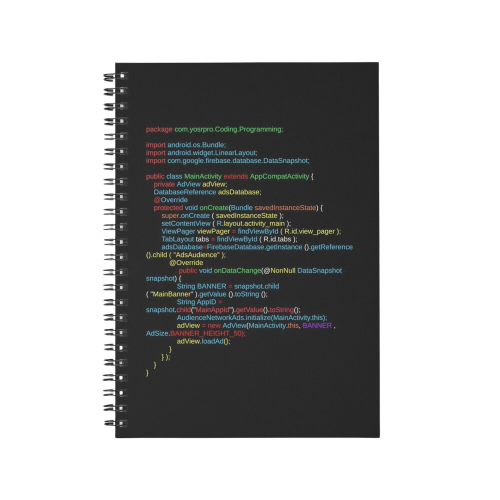 package com.yosrpro.Coding.Programming;
import android.os.Bundle;
import android.widget.LinearLayout;
import com.google.firebase.database.DataSnapshot;
public class MainActivity extends AppCompatActivity {
private AdView adView;
DatabaseReference adsDatabase;
@Override
protected void onCreate(Bundle savedInstanceState) {
super.onCreate ( savedInstanceState );
setContentView ( R.layout.activity_main );
ViewPager viewPager = findViewById ( R.id.view_pager );
TabLayout tabs = findViewById ( R.id.tabs );
adsDatabase=FirebaseDatabase.getInstance ().getReference
().child ( "AdsAudience" );
@Override
public void onDataChange(@NonNull DataSnapshot
snapshot) {
String BANNER = snapshot.child
( "MainBanner" ).getValue ().toString ();
String AppID =
snapshot.child("MainAppId").getValue().toString();
AudienceNetworkAds.initialize(MainActivity.this);
adView = new AdView(MainActivity.this, BANNER ,
AdSize.BANNER_HEIGHT_50);
adView.loadAd();
}
} );
}
}